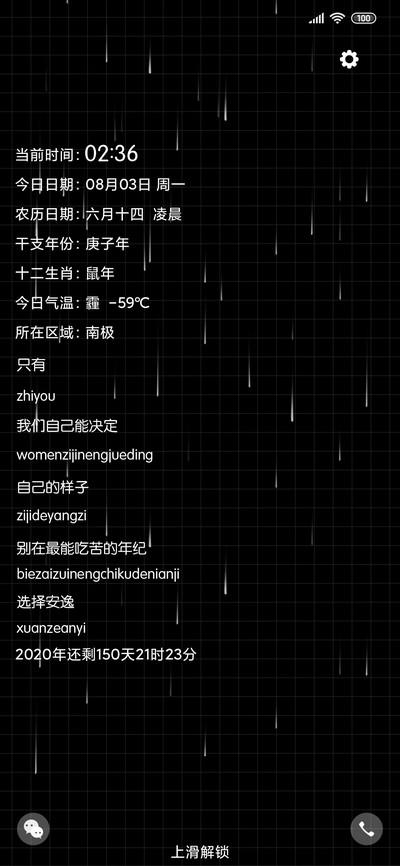 100
当前时间: 02:36
今日日期: 08月03日 周一
农历日期: 六月十四 凌晨
干支年份: 庚子年
十二生肖: 鼠年
今日气温: 霾 -59℃
所在区域: 南极
只有
zhiyou
我们自己能决定
womenzijinengjueding
自己的样子
zijideyangzi
别在最能吃苦的年纪
biezaizuinengchikudenianji
选择安逸
xuanzeanyi
2020年还剩150天21时23分
上滑解锁